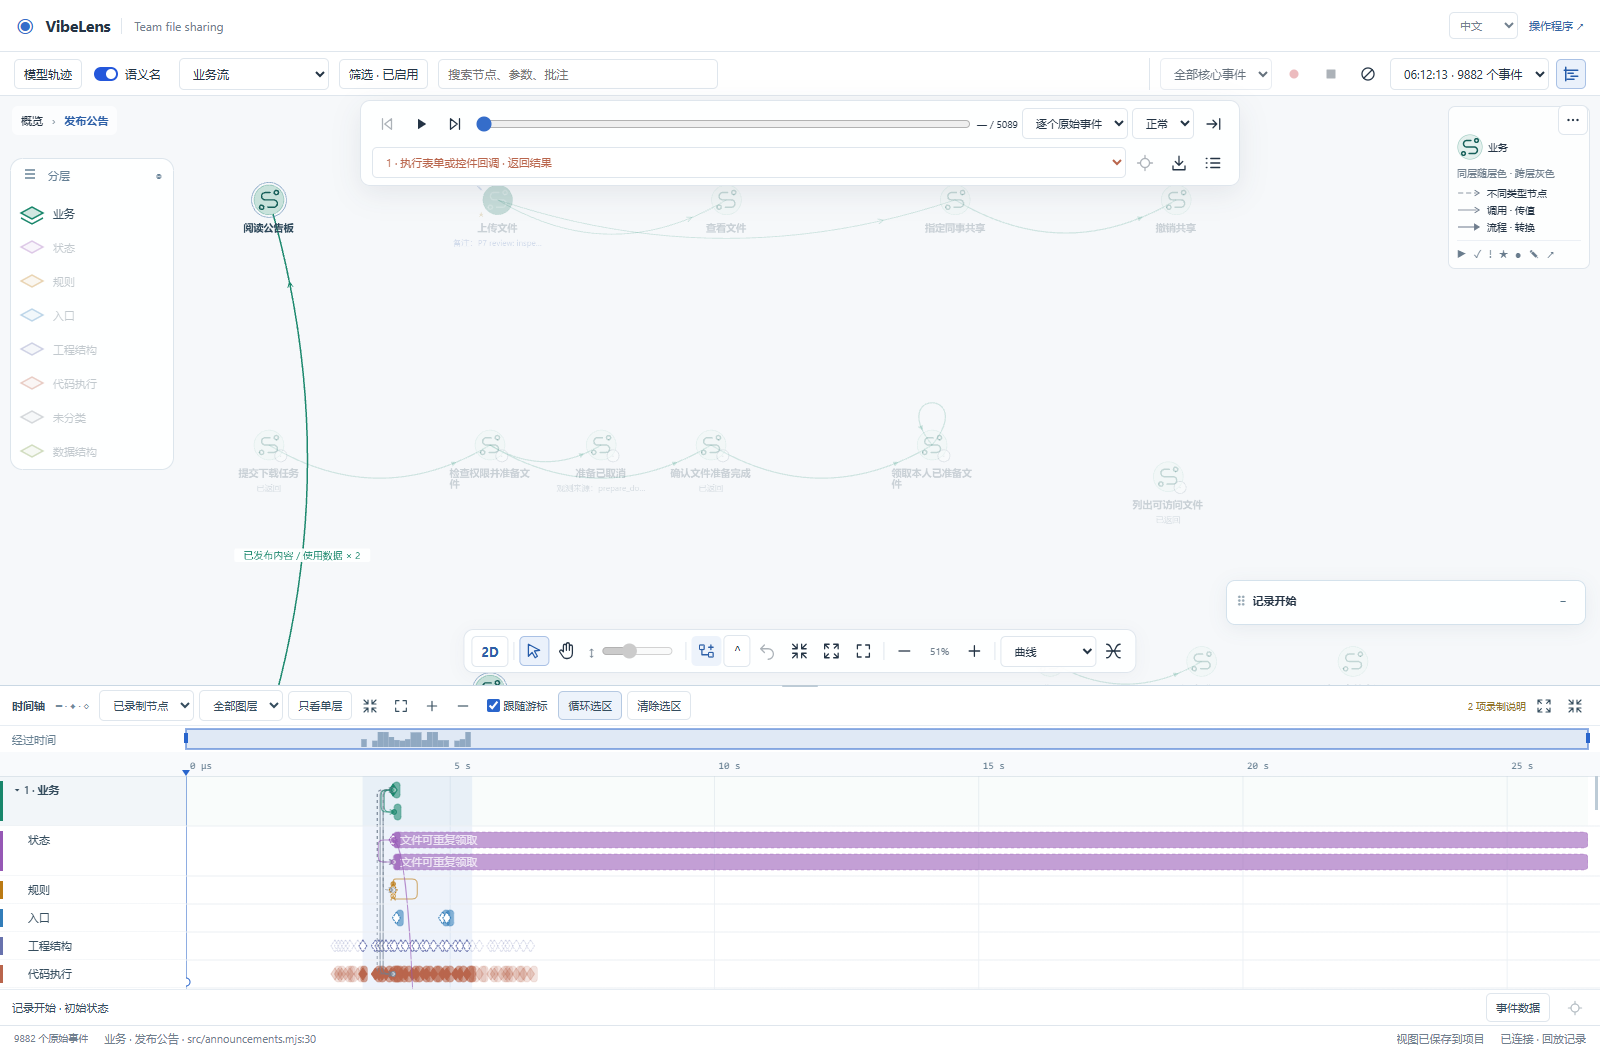 VibeLens Team file sharing 中文 操作程序 ↗
模型轨迹 语义名 业务流 筛选 · 已启用 搜索节点、参数、批注 全部核心事件 06:12:13 · 9882 个事件
概览 › 发布公告
— / 5089 逐个原始事件 正常
1 · 执行表单或控件回调 · 返回结果
分层
业务
状态
规则
入口
工程结构
代码执行
未分类
数据结构
业务
同层随层色 · 跨层灰色
不同类型节点
调用 · 传值
流程 · 转换
阅读公告板
上传文件
查看文件
指定同事共享
撤销共享
提交下载任务
已返回
检查权限并准备文件
准备已取消
确认文件准备完成
已返回
领取本人已准备文件
列出可访问文件
已返回
已发布内容 / 使用数据 × 2
记录开始 –
2D 51% 曲线
时间轴 已录制节点 全部图层 只看单层 跟随游标 循环选区 清除选区 2 项录制说明
经过时间
0 μs 5 s 10 s 15 s 20 s 25 s
1 · 业务
状态 文件可重复领取
文件可重复领取
规则
入口
工程结构
代码执行
记录开始 · 初始状态 事件数据
9882 个原始事件 业务 · 发布公告 · src/announcements.mjs:30 视图已保存到项目 已连接 · 回放记录